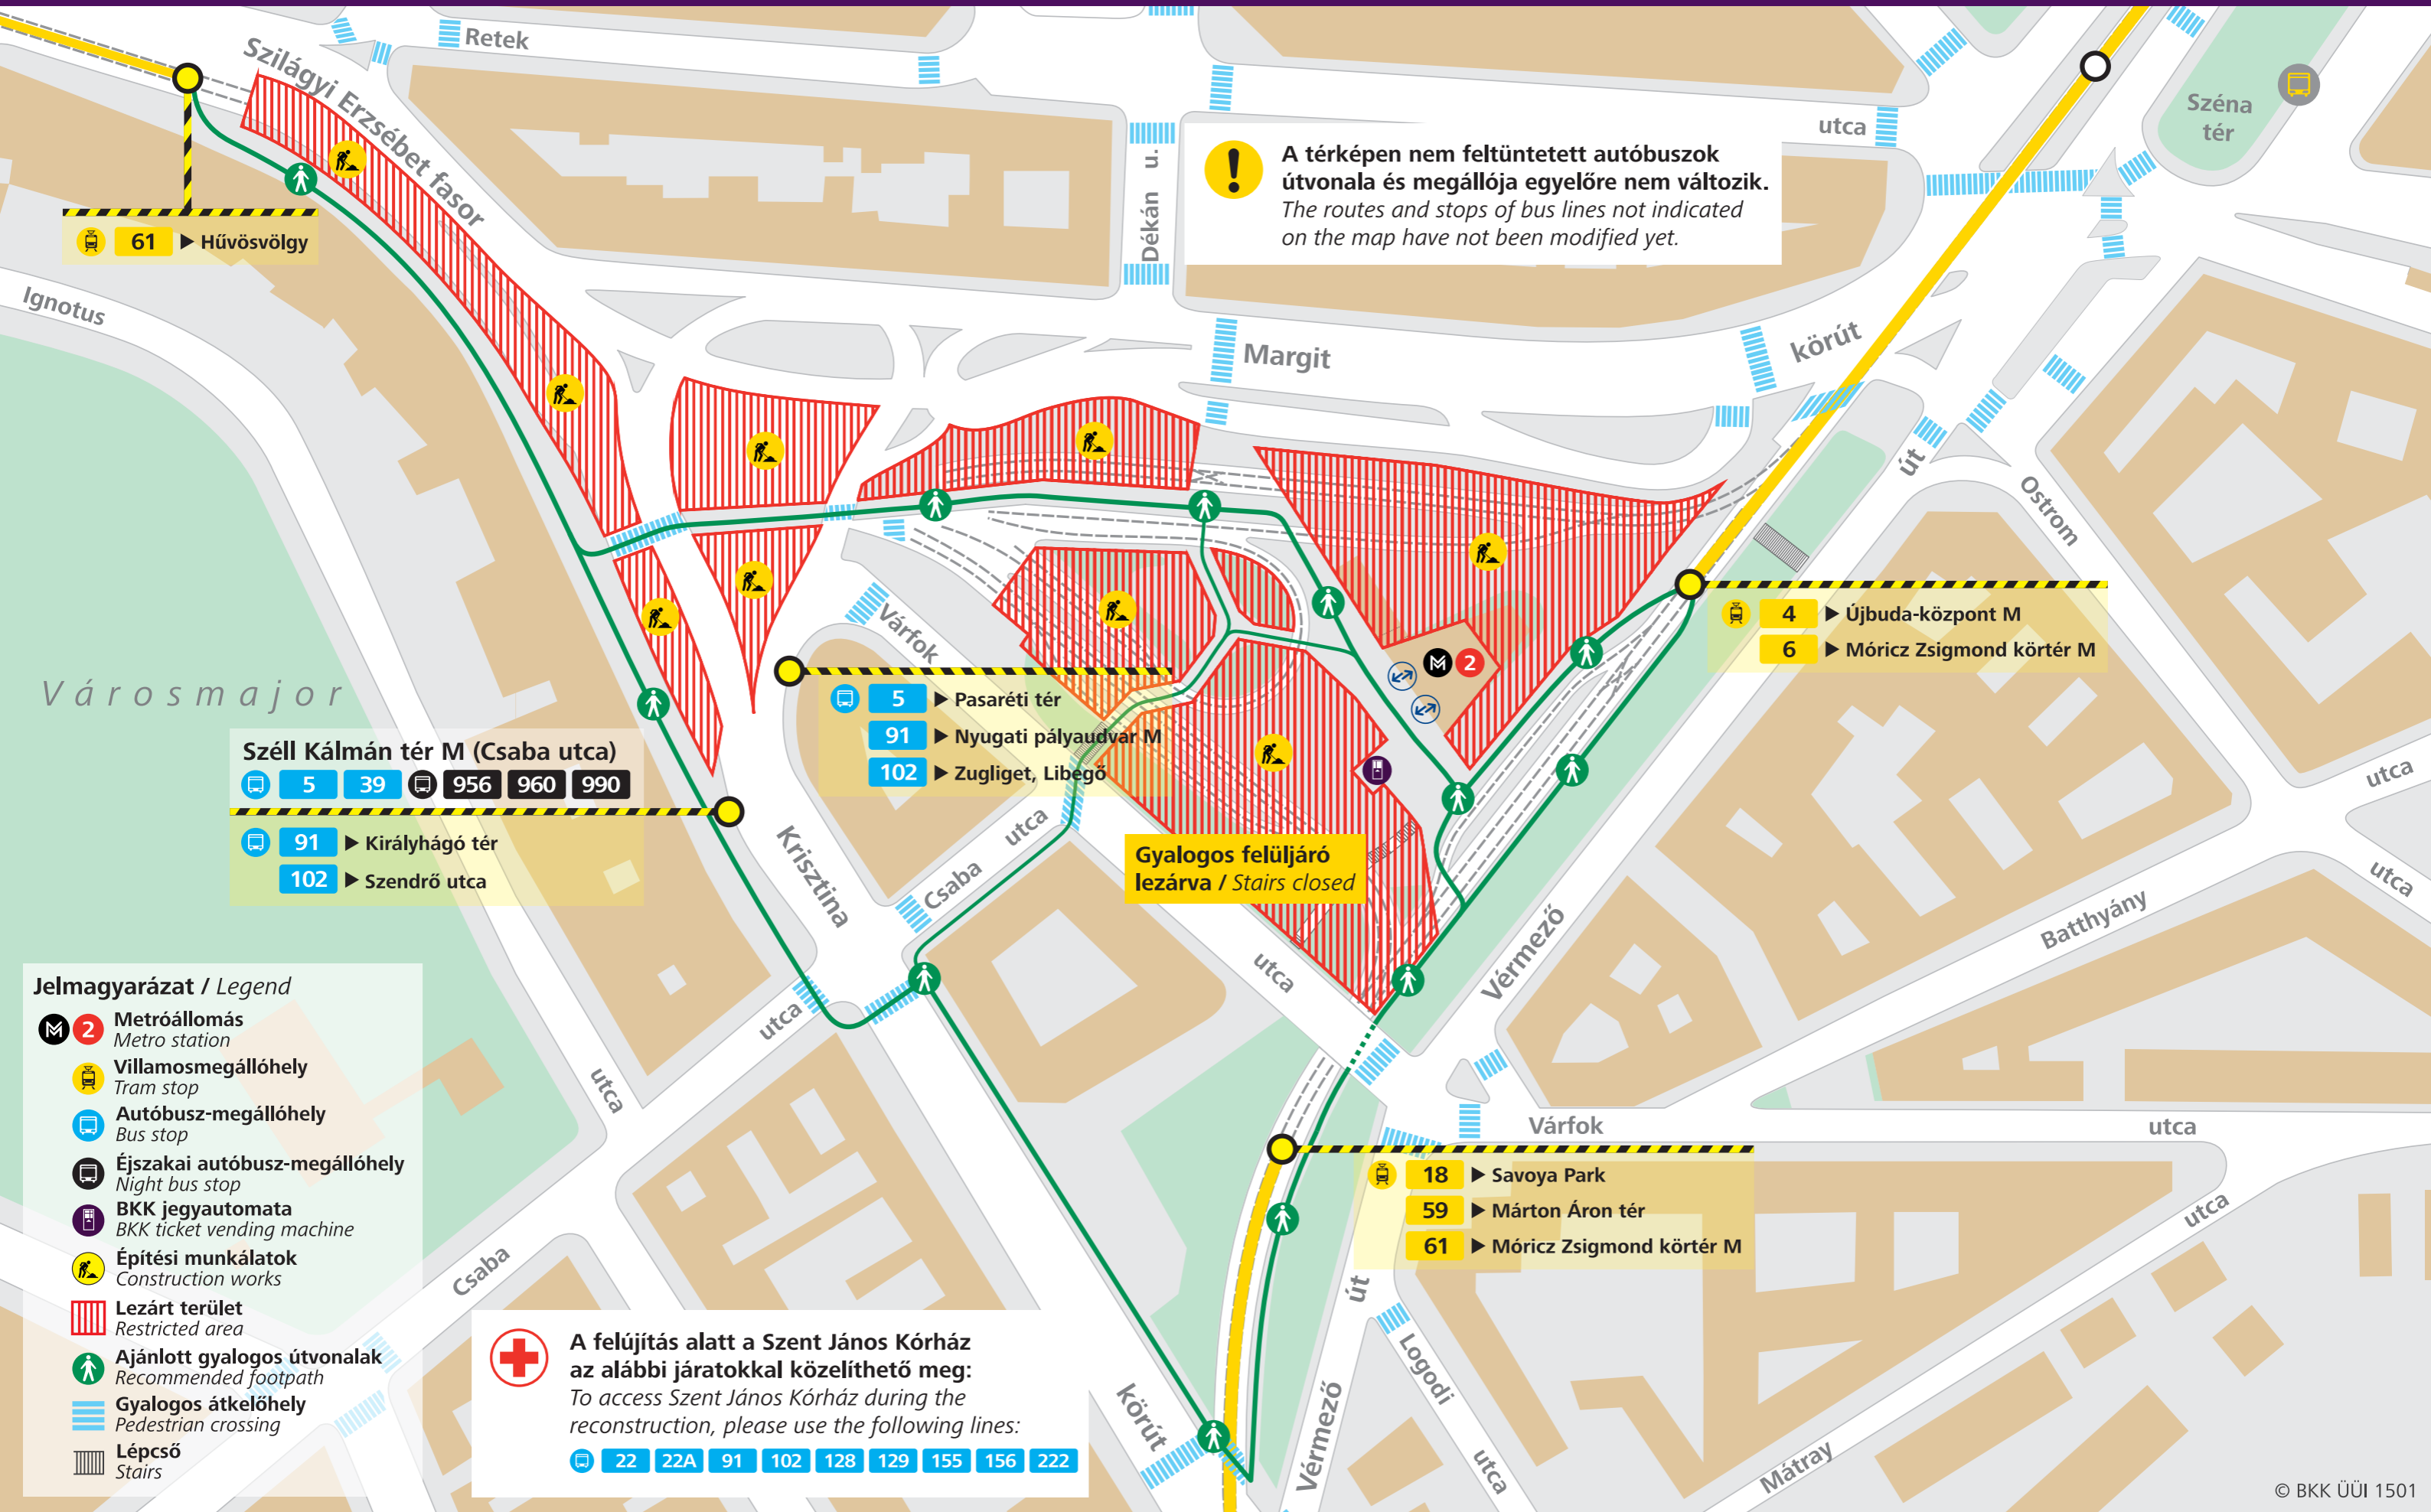 Retek
Szilágyi Erzsébet fasor
utca
Széna
tér
Dékán u.
A térképen nem feltüntetett autóbuszok
útvonala és megállója egyelőre nem változik.
The routes and stops of bus lines not indicated
on the map have not been modified yet.
61 ▶ Hűvösvölgy
Ignotus
Margit
körút
út
Ostrom
4 ▶ Újbuda-központ M
6 ▶ Móricz Zsigmond körtér M
Várfok
M 2
Városmajor
5 ▶ Pasaréti tér
91 ▶ Nyugati pályaudvar M
102 ▶ Zugliget, Libegő
Széll Kálmán tér M (Csaba utca)
5 39 956 960 990
91 ▶ Királyhágó tér
102 ▶ Szendrő utca
utca
utca
Krisztina
utca
Csaba
Gyalogos felüljáró
lezárva / Stairs closed
Batthyány
Vérmező
utca
utca
utca
Jelmagyarázat / Legend
M 2 Metróállomás
Metro station
Villamosmegállóhely
Tram stop
Autóbusz-megállóhely
Bus stop
Éjszakai autóbusz-megállóhely
Night bus stop
BKK jegyautomata
BKK ticket vending machine
Építési munkálatok
Construction works
Lezárt terület
Restricted area
Ajánlott gyalogos útvonalak
Recommended footpath
Gyalogos átkelőhely
Pedestrian crossing
Lépcső
Stairs
Várfok
utca
18 ▶ Savoya Park
59 ▶ Márton Áron tér
61 ▶ Móricz Zsigmond körtér M
utca
Csaba
út
Logodi
utca
körút
Vérmező
Mátray
A felújítás alatt a Szent János Kórház
az alábbi járatokkal közelíthető meg:
To access Szent János Kórház during the
reconstruction, please use the following lines:
22 22A 91 102 128 129 155 156 222
© BKK ÜÜI 1501